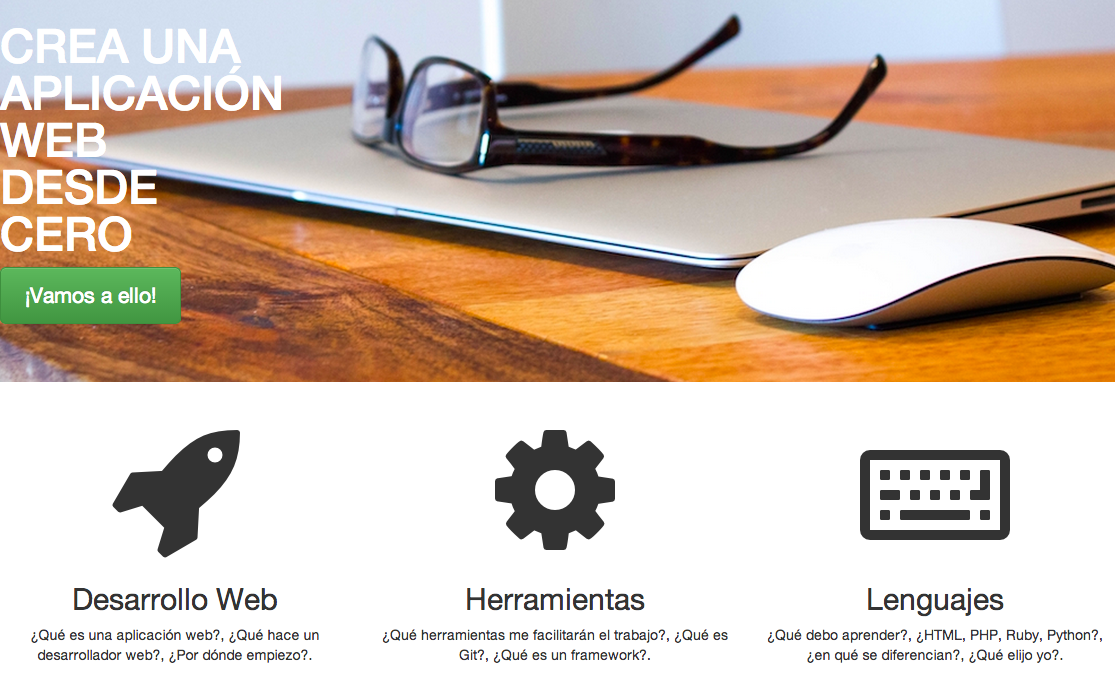 CREA UNA
APLICACIÓN
WEB
DESDE
CERO
¡Vamos a ello!
Desarrollo Web
¿Qué es una aplicación web?, ¿Qué hace un
desarrollador web?, ¿Por dónde empiezo?.
Herramientas
¿Qué herramientas me facilitarán el trabajo?, ¿Qué es
Git?, ¿Qué es un framework?.
Lenguajes
¿Qué debo aprender?, ¿HTML, PHP, Ruby, Python?,
¿en qué se diferencian?, ¿Qué elijo yo?.